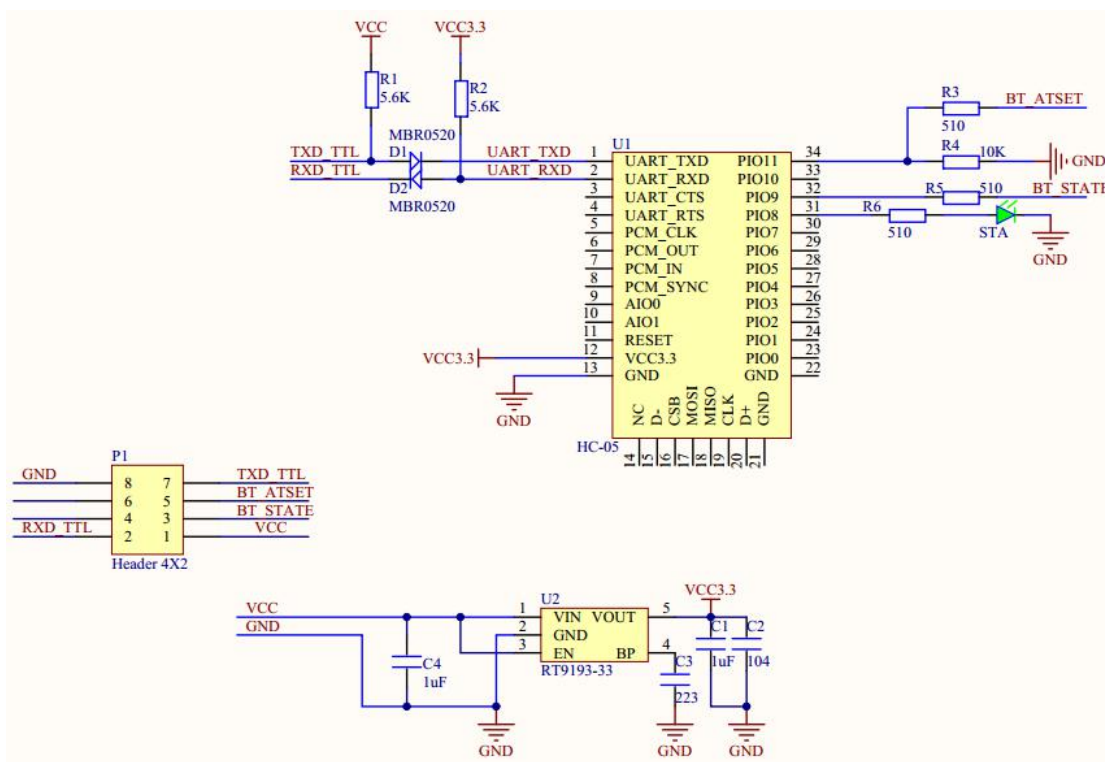 VCC VCC3.3
R1
5.6K
R2
5.6K
MBR0520
D1
TXD_TTL UART_TXD
RXD_TTL UART_RXD
D2
MBR0520
U1
1 UART_TXD PIO11 34
2 UART_RXD PIO10 33
3 UART_CTS PIO9 32
4 UART_RTS PIO8 31
5 PCM_CLK PIO7 30
6 PCM_OUT PIO6 29
7 PCM_IN PIO5 28
8 PCM_SYNC PIO4 27
9 AIO0 PIO3 26
10 AIO1 PIO2 25
11 RESET PIO1 24
12 VCC3.3 PIO0 23
13 GND GND 22
NC D- CSB MOSI MISO CLK D+ GND
14 15 16 17 18 19 20 21
HC-05
VCC3.3
GND
R3
510
BT_ATSET
R4 10K
GND
R5 510
BT_STATE
R6
510
STA
GND
P1
GND 8 7 TXD_TTL
6 5 BT_ATSET
4 3 BT_STATE
RXD_TTL 2 1 VCC
Header 4X2
VCC
GND
C4
1uF
U2
1 VIN VOUT 5
2 GND
3 EN BP 4
RT9193-33
VCC3.3
C1
1uF
C2
104
C3
223
GND
GND
GND